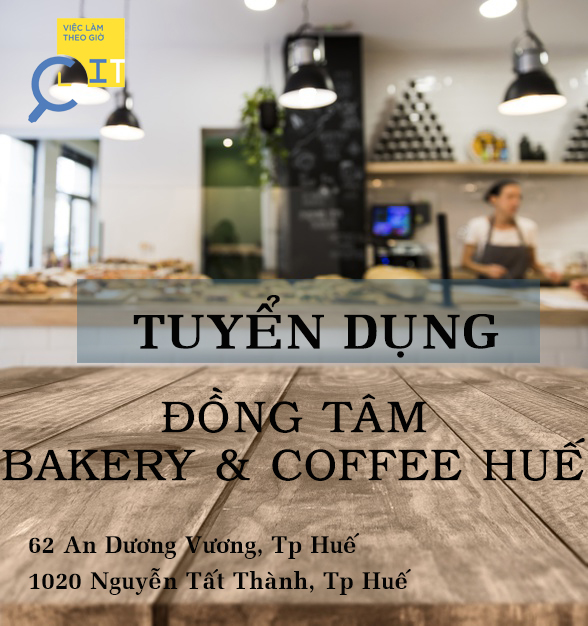 VIỆC LÀM
THEO GIỜ
IT
TUYỂN DỤNG
ĐỒNG TÂM
BAKERY & COFFEE HUẾ
62 An Dương Vương, Tp Huế
1020 Nguyễn Tất Thành, Tp Huế